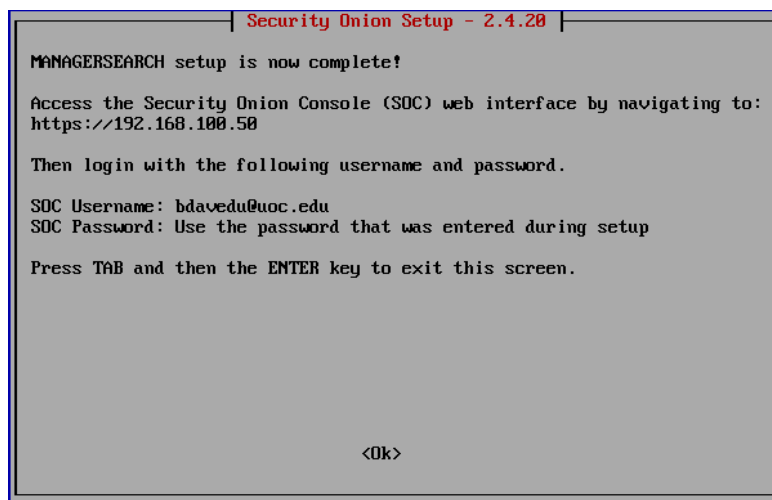 Security Onion Setup - 2.4.20
MANAGERSEARCH setup is now complete!
Access the Security Onion Console (SOC) web interface by navigating to:
https://192.168.100.50
Then login with the following username and password.
SOC Username: bdavedu@uoc.edu
SOC Password: Use the password that was entered during setup
Press TAB and then the ENTER key to exit this screen.
<Ok>